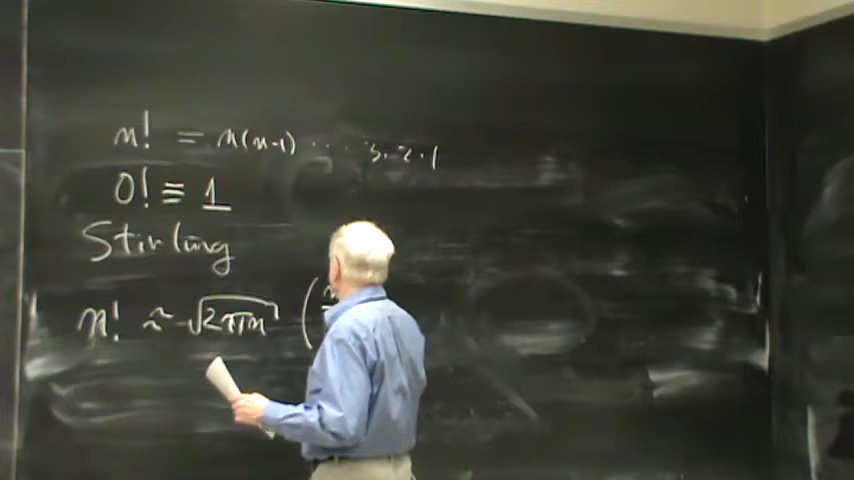 n! = n(n-1) .... 3.2.1
0! ≡ 1
Stirling
n! ≈ √2πn (n